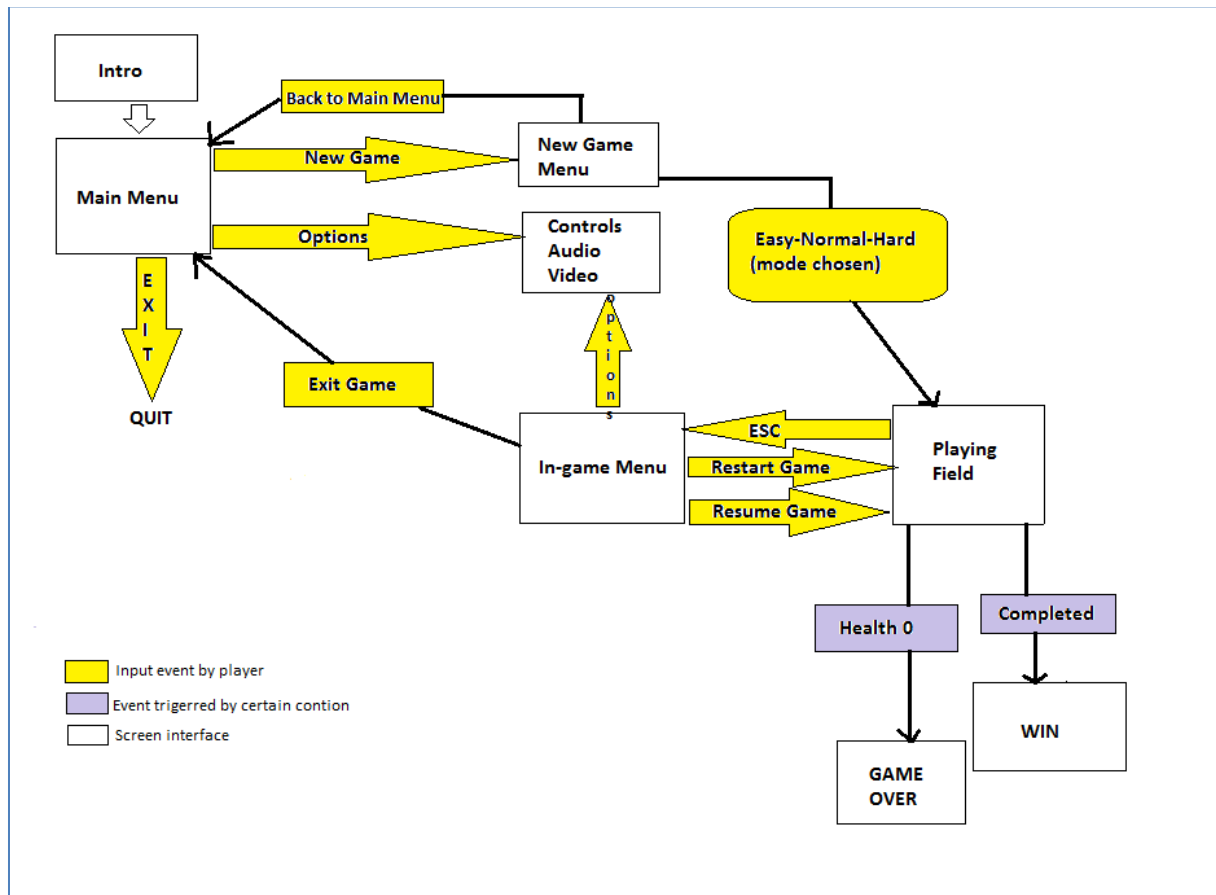 Intro
Back to Main Menu
New Game
New Game
Menu
Main Menu
Options
Controls
Audio
Video
Easy-Normal-Hard
(mode chosen)
EXIT
QUIT
options
Exit Game
ESC
In-game Menu
Restart Game
Resume Game
Playing
Field
Health 0
Completed
Input event by player
Event trigerred by certain contion
Screen interface
WIN
GAME
OVER